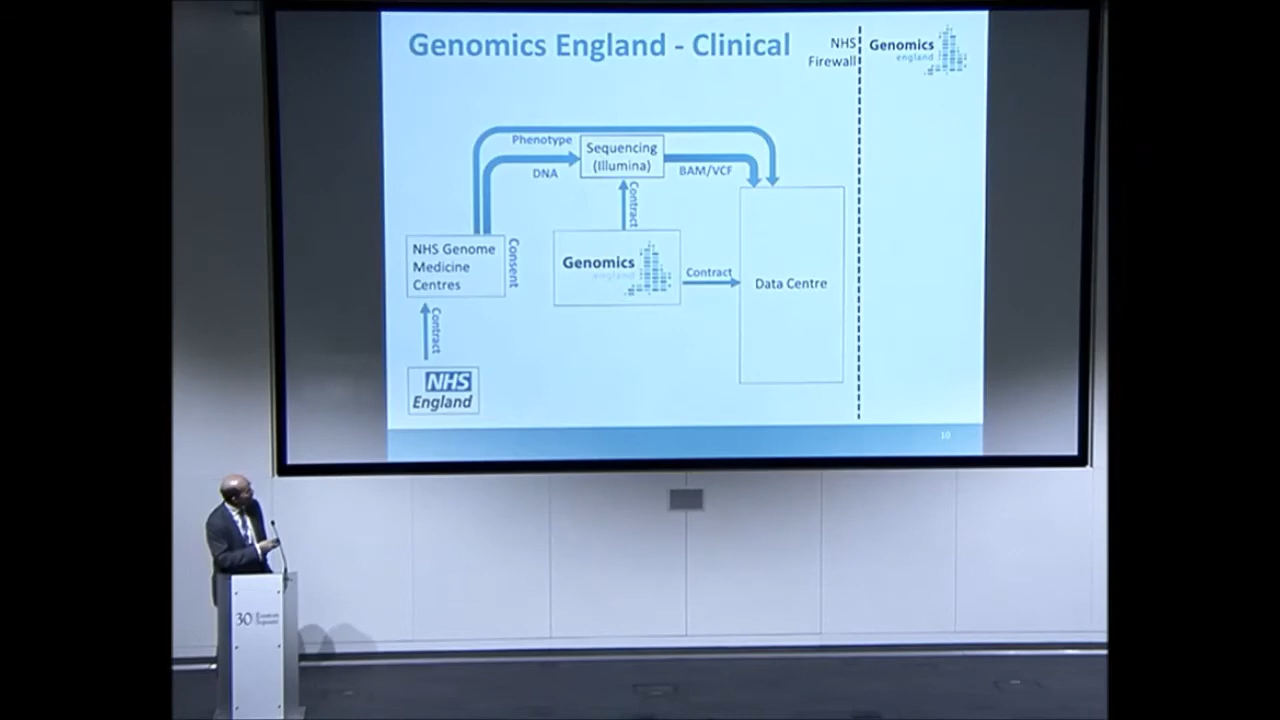 Genomics England - Clinical
NHS
Firewall
Genomics
england
Phenotype
DNA
Sequencing
(Illumina)
BAM/VCF
Contract
NHS Genome
Medicine
Centres
Consent
Genomics
england
Contract
Data Centre
Contract
NHS
England
10
30